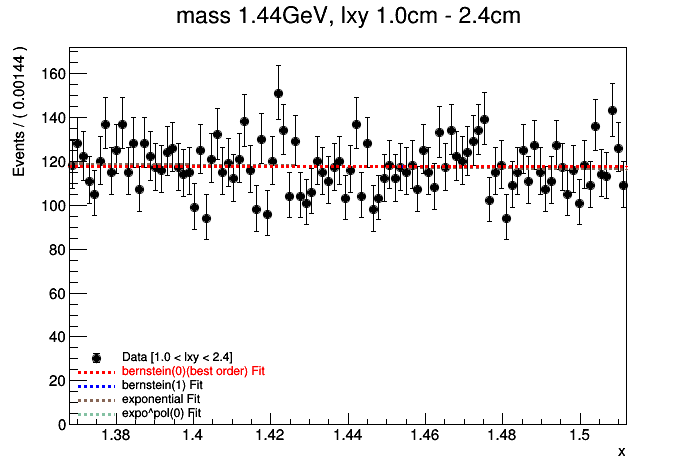 mass 1.44GeV, lxy 1.0cm - 2.4cm
Events / ( 0.00144 )
160
140
120
100
80
60
40
20
0
Data [1.0 < lxy < 2.4]
bernstein(0)(best order) Fit
bernstein(1) Fit
exponential Fit
expo^pol(0) Fit
1.38 1.4 1.42 1.44 1.46 1.48 1.5
x